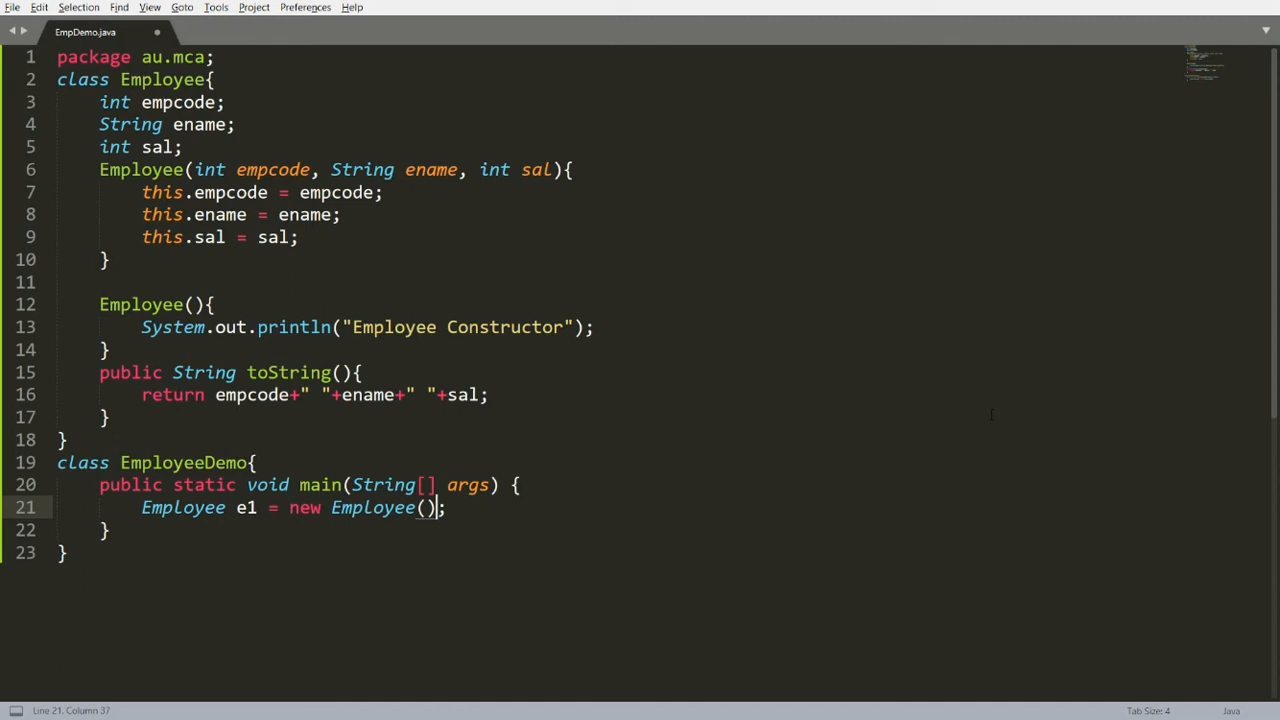 File Edit Selection Find View Goto Tools Project Preferences Help
EmpDemo.java
1 package au.mca;
2 class Employee{
3     int empcode;
4     String ename;
5     int sal;
6     Employee(int empcode, String ename, int sal){
7         this.empcode = empcode;
8         this.ename = ename;
9         this.sal = sal;
10     }
11
12     Employee(){
13         System.out.println("Employee Constructor");
14     }
15     public String toString(){
16         return empcode+" "+ename+" "+sal;
17     }
18 }
19 class EmployeeDemo{
20     public static void main(String[] args) {
21         Employee e1 = new Employee();
22     }
23 }
Line 21, Column 37 Tab Size: 4 Java